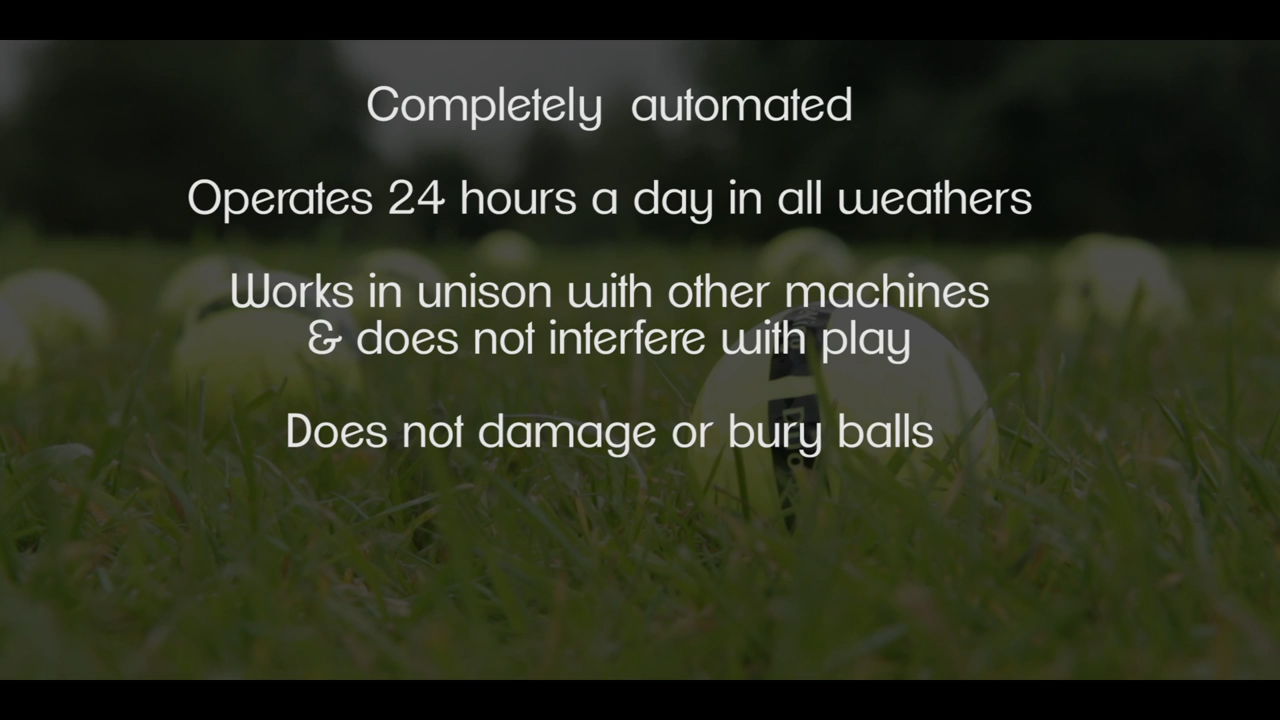 Completely automated
Operates 24 hours a day in all weathers
Works in unison with other machines
& does not interfere with play
Does not damage or bury balls